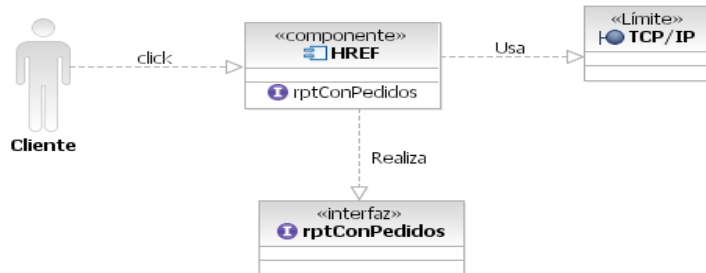 «Límite»
TCP/IP
«componente»
HREF
Usa
click
rptConPedidos
Cliente
Realiza
«interfaz»
rptConPedidos